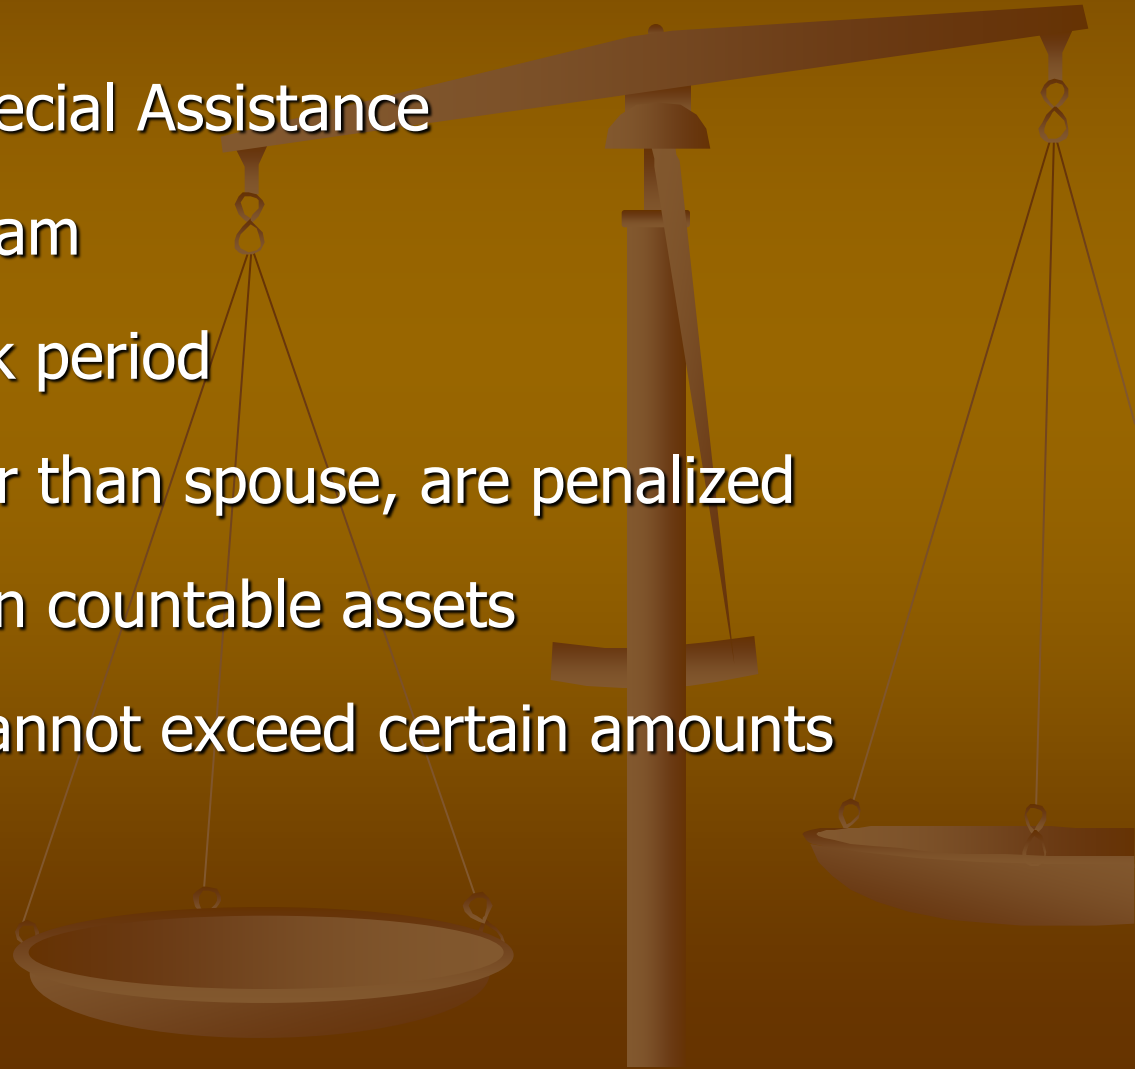 ecial Assistance
am
k period
r than spouse, are penalized
n countable assets
annot exceed certain amounts